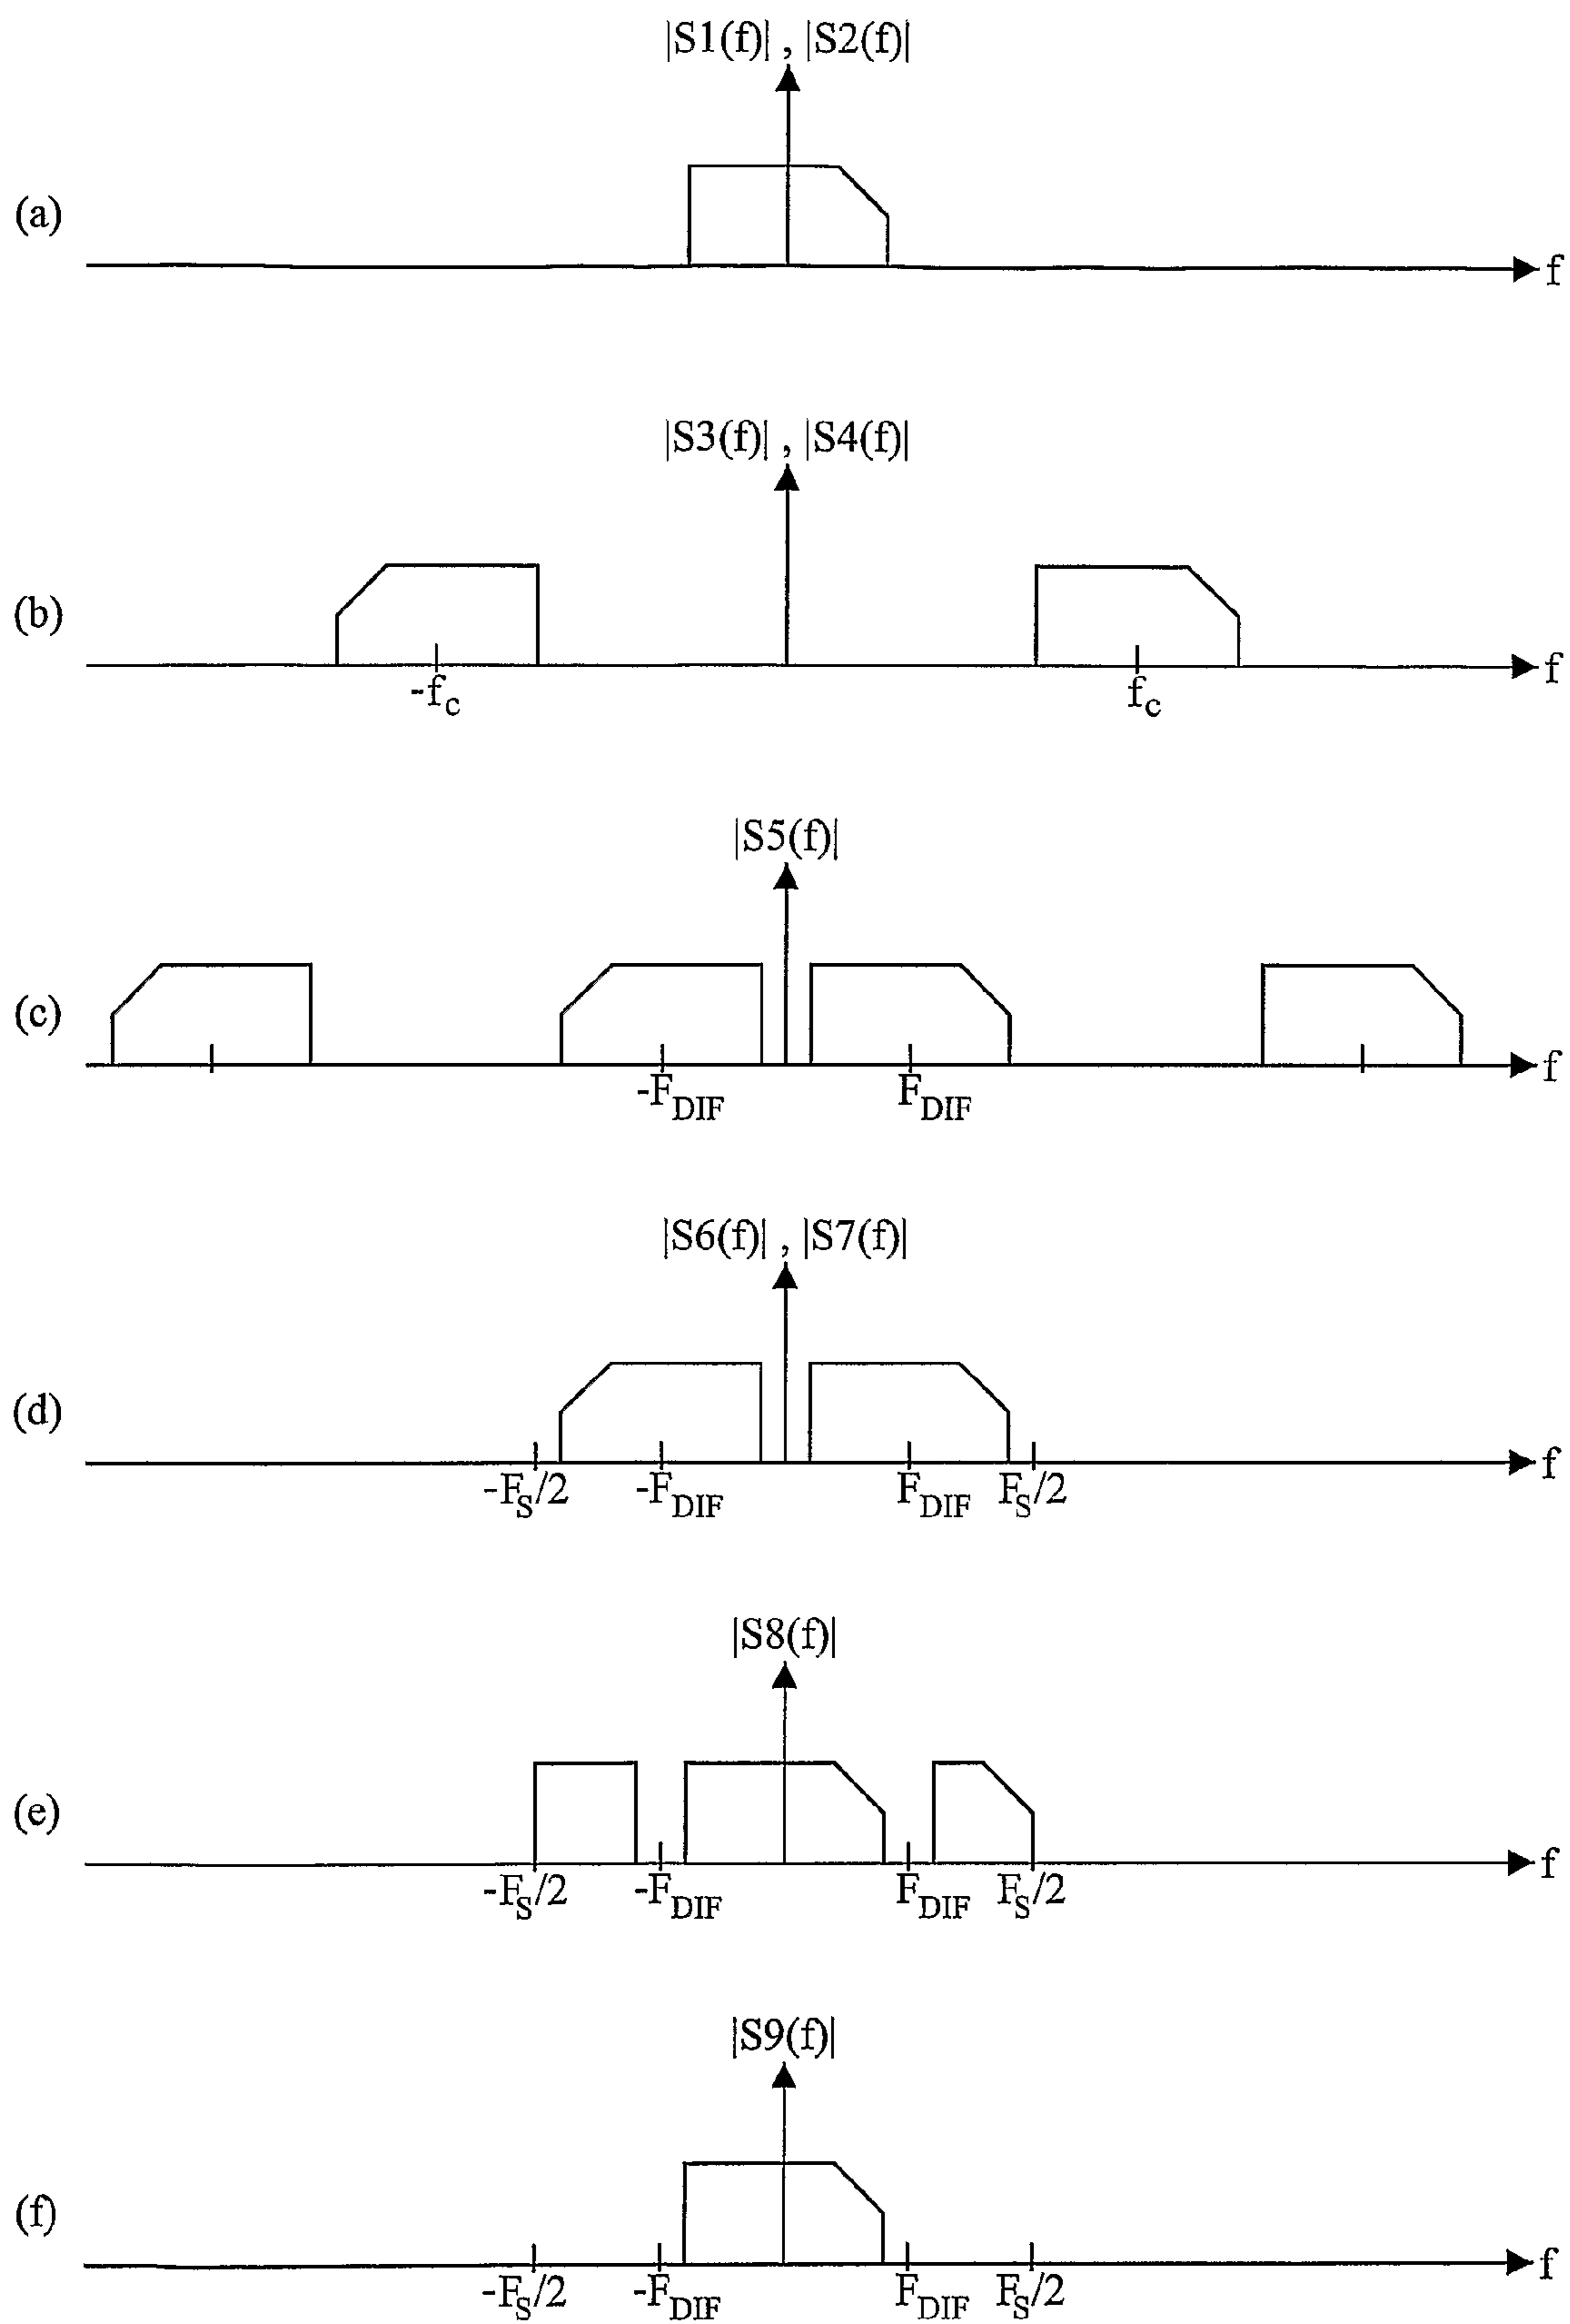 |S1(f)| , |S2(f)|
(a)
f
|S3(f)| , |S4(f)|
(b)
-fc fc
f
|S5(f)|
(c)
-FDIF FDIF
f
|S6(f)| , |S7(f)|
(d)
-FS/2 -FDIF FDIF FS/2
f
|S8(f)|
(e)
-FS/2 -FDIF FDIF FS/2
f
|S9(f)|
(f)
-FS/2 -FDIF FDIF FS/2
f